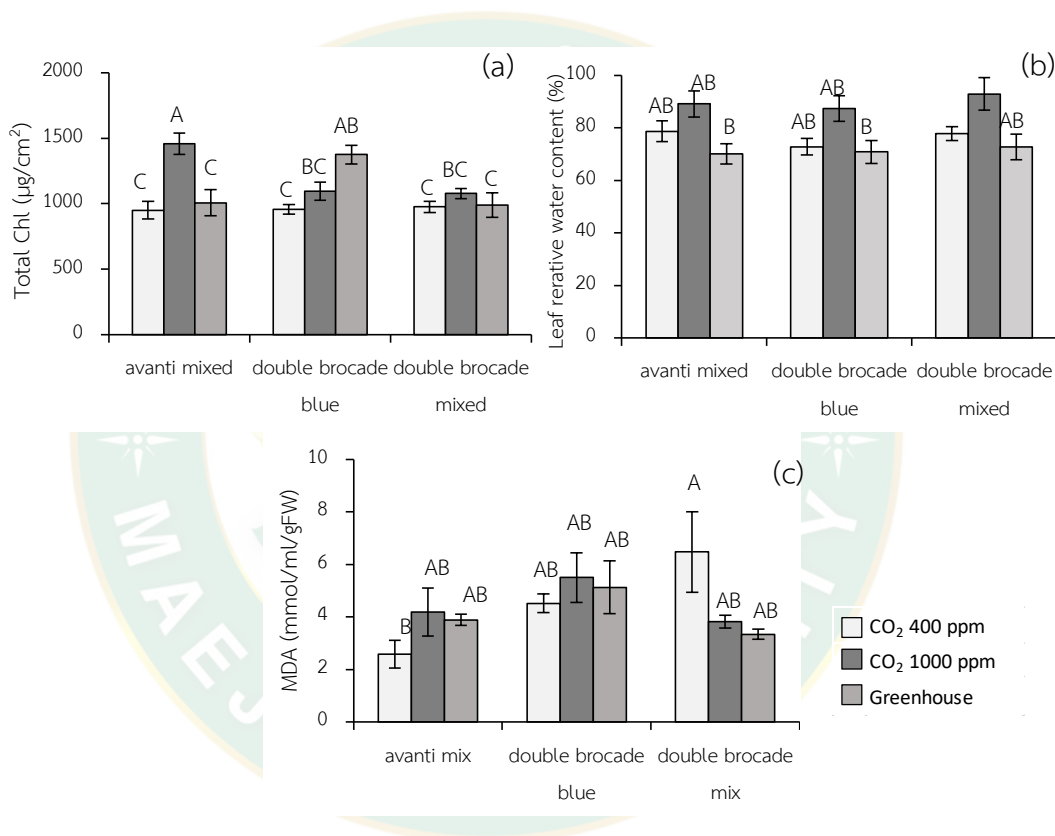 (a)
2000
1500
1000
500
0
Total Chl (µg/cm²)
C A C C BC AB C BC C
avanti mixed double brocade double brocade
blue mixed
(b)
100
80
60
40
20
0
Leaf rerative water content (%)
AB AB B AB AB B AB
avanti mixed double brocade double brocade
blue mixed
(c)
10
8
6
4
2
0
MDA (mmol/ml/gFW)
B AB AB AB AB AB A AB AB
avanti mix double brocade double brocade
blue mix
CO₂ 400 ppm
CO₂ 1000 ppm
Greenhouse
MAEJ